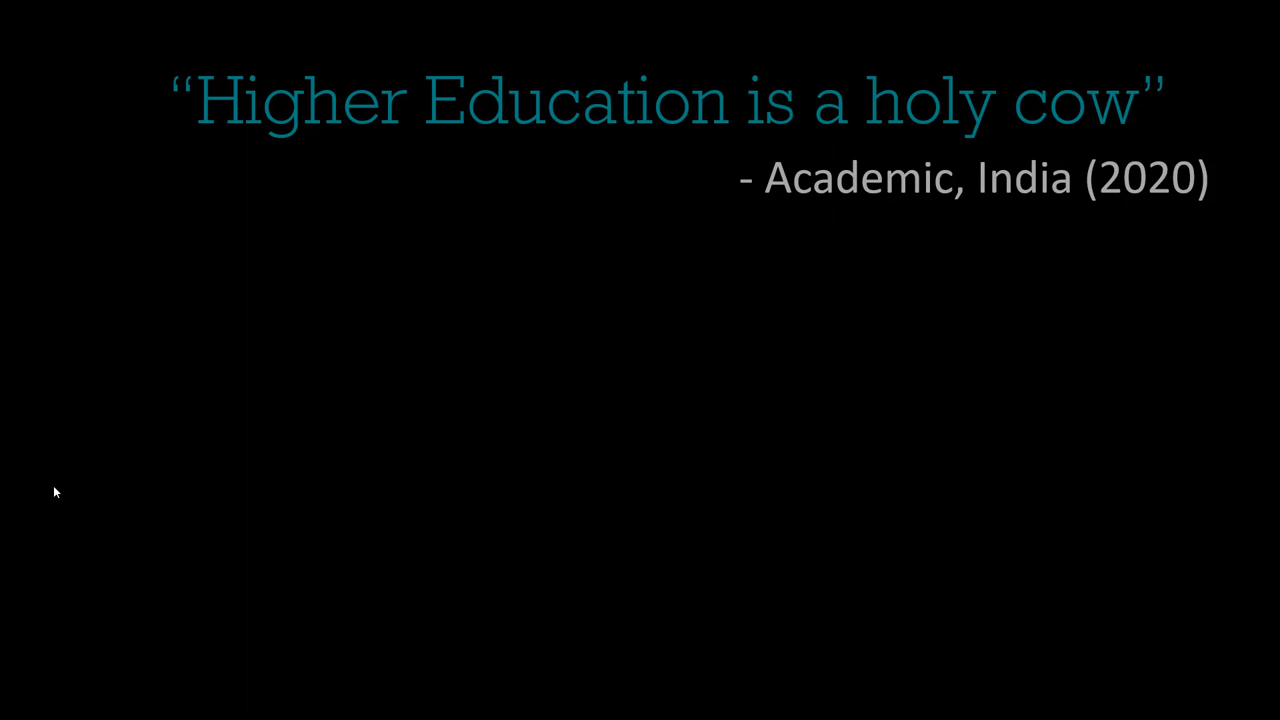 “Higher Education is a holy cow”
- Academic, India (2020)